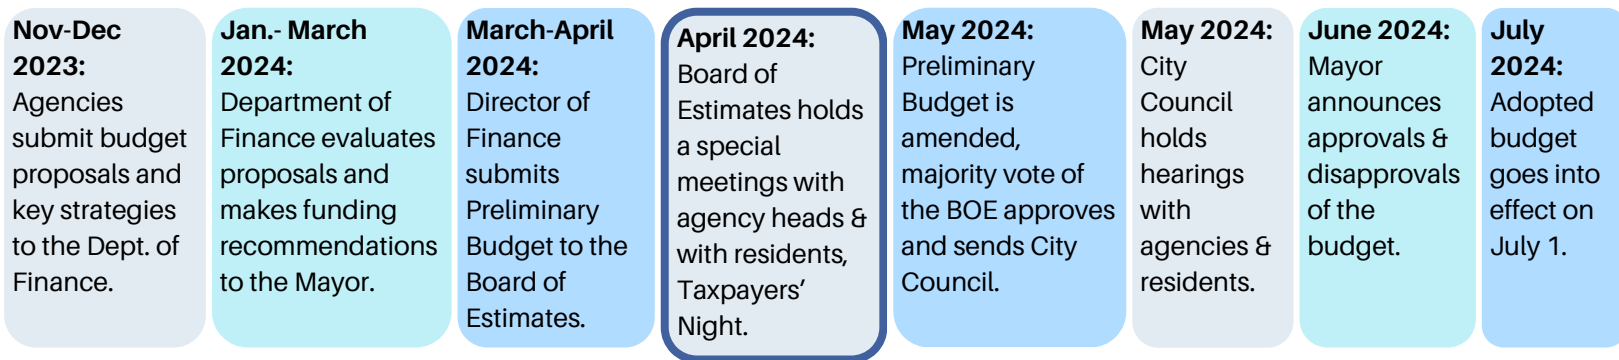 Nov-Dec
2023:
Agencies
submit budget
proposals and
key strategies
to the Dept. of
Finance.
Jan.- March
2024:
Department of
Finance evaluates
proposals and
makes funding
recommendations
to the Mayor.
March-April
2024:
Director of
Finance
submits
Preliminary
Budget to the
Board of
Estimates.
April 2024:
Board of
Estimates holds
a special
meetings with
agency heads &
with residents,
Taxpayers’
Night.
May 2024:
Preliminary
Budget is
amended,
majority vote of
the BOE approves
and sends City
Council.
May 2024:
City
Council
holds
hearings
with
agencies &
residents.
June 2024:
Mayor
announces
approvals &
disapprovals
of the
budget.
July
2024:
Adopted
budget
goes into
effect on
July 1.